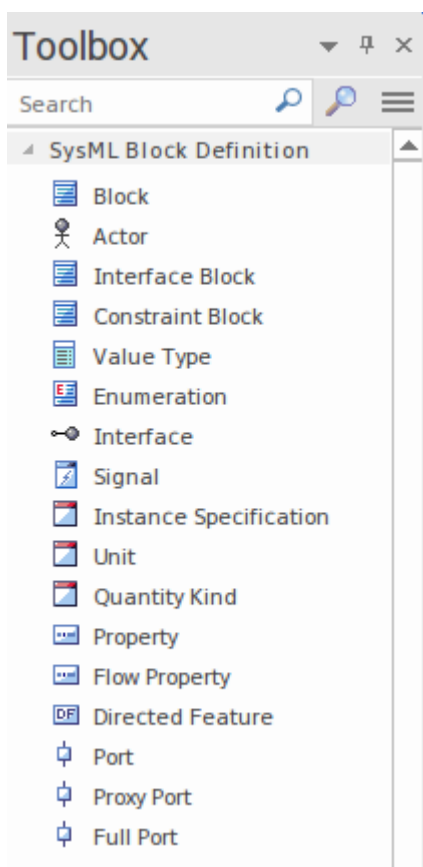 Toolbox
Search
SysML Block Definition
Block
Actor
Interface Block
Constraint Block
Value Type
E Enumeration
Interface
Signal
Instance Specification
Unit
Quantity Kind
Property
Flow Property
DF Directed Feature
Port
Proxy Port
Full Port